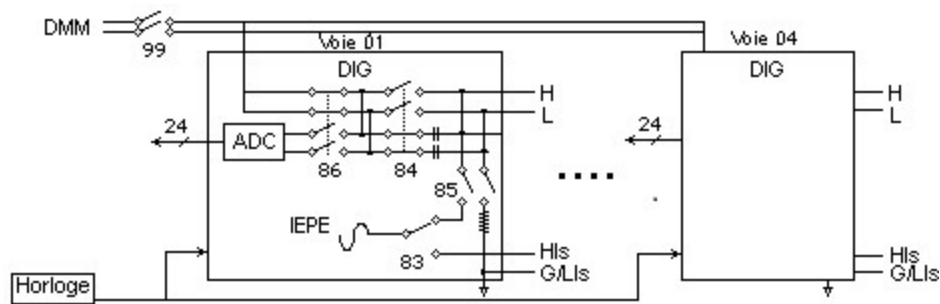 DMM
99
Voie 01
Voie 04
DIG
DIG
H
L
H
L
24
ADC
86
84
24
85
IEPE
83
HIs
G/LIs
HIs
G/LIs
Horloge